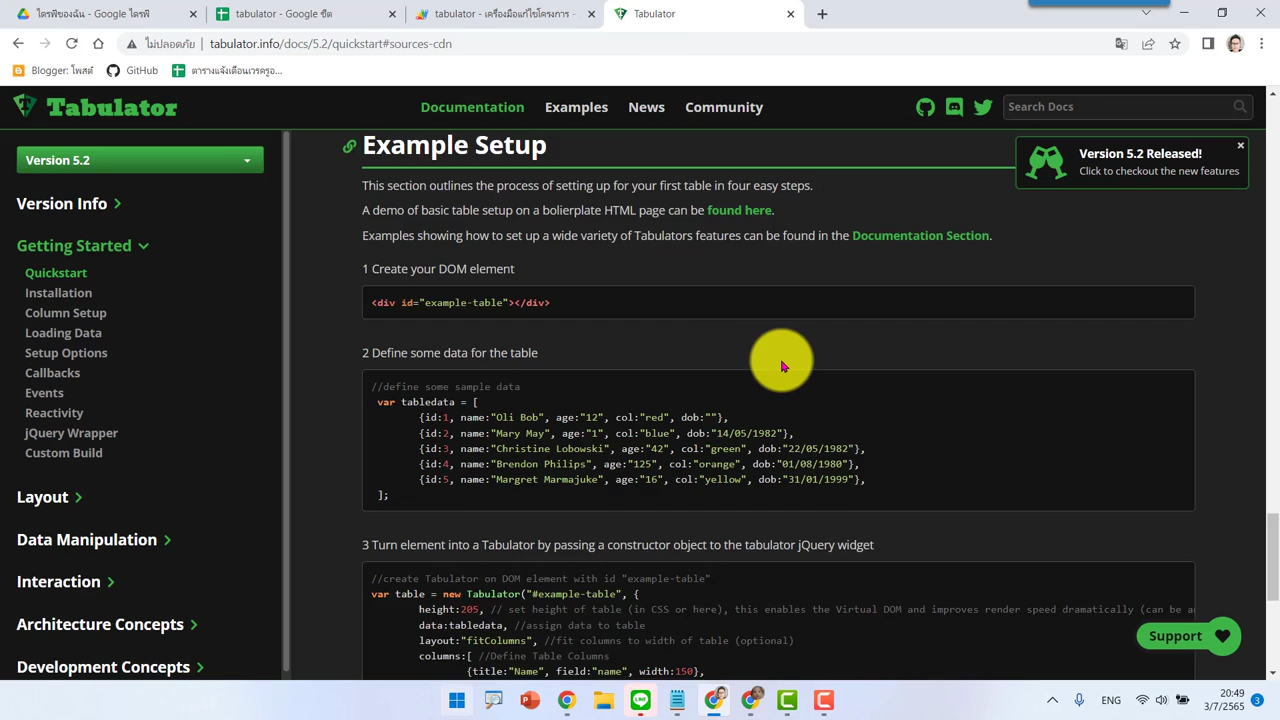 ไดรฟ์ของฉัน - Google ไดรฟ์
tabulator - Google ชีต
tabulator - เครื่องมือแก้ไขโครงการ -
Tabulator
ไม่ปลอดภัย
tabulator.info/docs/5.2/quickstart#sources-cdn
Blogger: โพสต์
GitHub
ตารางแจ้งเตือนเวรครูอ...
Tabulator
Documentation
Examples
News
Community
Search Docs
Version 5.2
Version Info
Getting Started
Quickstart
Installation
Column Setup
Loading Data
Setup Options
Callbacks
Events
Reactivity
jQuery Wrapper
Custom Build
Layout
Data Manipulation
Interaction
Architecture Concepts
Development Concepts
Example Setup
Version 5.2 Released!
Click to checkout the new features
This section outlines the process of setting up for your first table in four easy steps.
A demo of basic table setup on a bolierplate HTML page can be found here.
Examples showing how to set up a wide variety of Tabulators features can be found in the Documentation Section.
1 Create your DOM element
<div id="example-table"></div>
2 Define some data for the table
//define some sample data
var tabledata = [
{id:1, name:"Oli Bob", age:"12", col:"red", dob:""},
{id:2, name:"Mary May", age:"1", col:"blue", dob:"14/05/1982"},
{id:3, name:"Christine Lobowski", age:"42", col:"green", dob:"22/05/1982"},
{id:4, name:"Brendon Philips", age:"125", col:"orange", dob:"01/08/1980"},
{id:5, name:"Margret Marmajuke", age:"16", col:"yellow", dob:"31/01/1999"},
];
3 Turn element into a Tabulator by passing a constructor object to the tabulator jQuery widget
//create Tabulator on DOM element with id "example-table"
var table = new Tabulator("#example-table", {
height:205, // set height of table (in CSS or here), this enables the Virtual DOM and improves render speed dramatically (can be a
data:tabledata, //assign data to table
layout:"fitColumns", //fit columns to width of table (optional)
columns:[ //Define Table Columns
{title:"Name", field:"name", width:150},
Support
ENG
20:49
3/7/2565
3